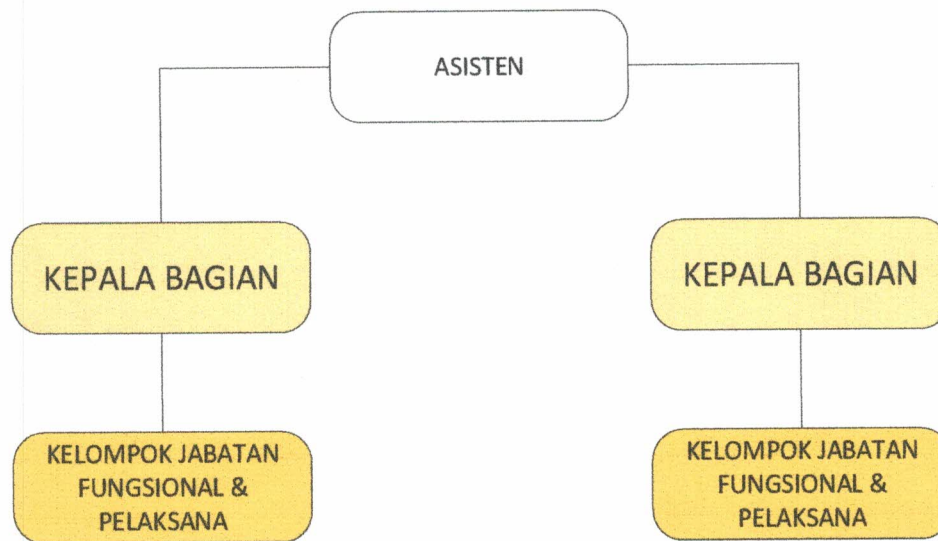 ASISTEN
KEPALA BAGIAN
KEPALA BAGIAN
KELOMPOK JABATAN
FUNGSIONAL &
PELAKSANA
KELOMPOK JABATAN
FUNGSIONAL &
PELAKSANA